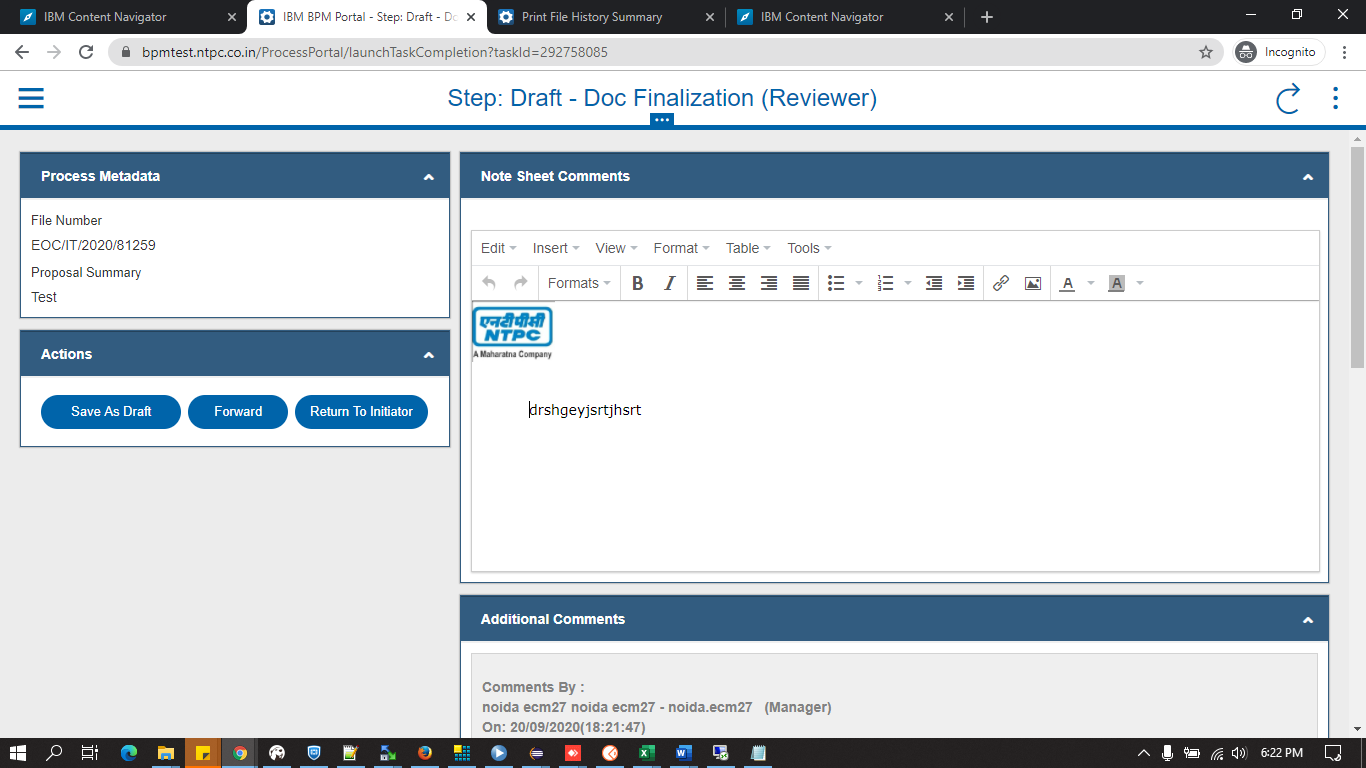 IBM Content Navigator
IBM BPM Portal - Step: Draft - Do
Print File History Summary
IBM Content Navigator
bpmtest.ntpc.co.in/ProcessPortal/launchTaskCompletion?taskId=292758085
Incognito
Step: Draft - Doc Finalization (Reviewer)
Process Metadata
File Number
EOC/IT/2020/81259
Proposal Summary
Test
Actions
Save As Draft
Forward
Return To Initiator
Note Sheet Comments
Edit Insert View Format Table Tools
Formats B I A A
एनटीपीसी
NTPC
A Maharatna Company
drshgeyjsrtjhsrt
Additional Comments
Comments By :
noida ecm27 noida ecm27 - noida.ecm27 (Manager)
On: 20/09/2020(18:21:47)
6:22 PM